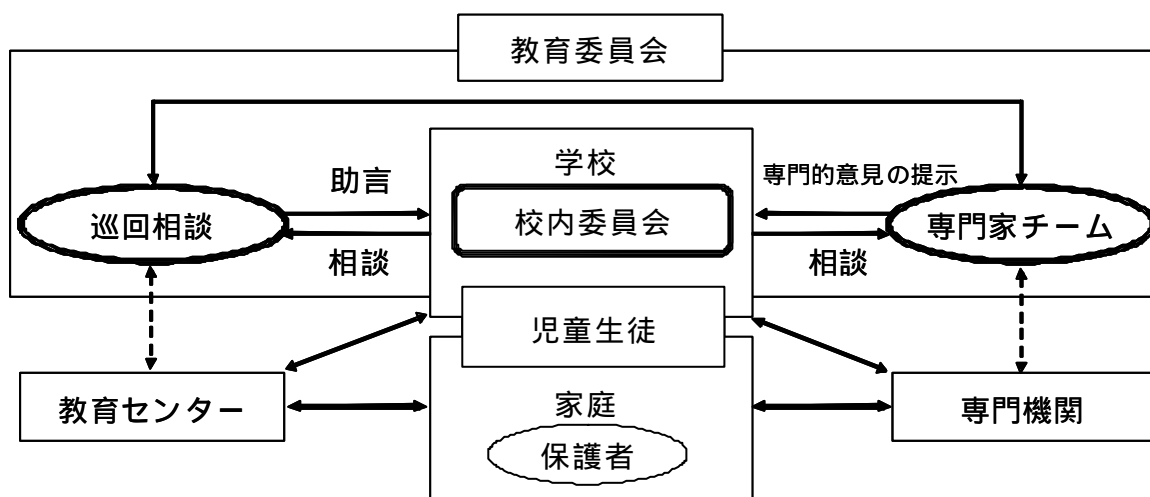 教育委員会
学校
助言
専門的意見の提示
巡回相談
校内委員会
専門家チーム
相談
相談
児童生徒
教育センター
家庭
専門機関
保護者